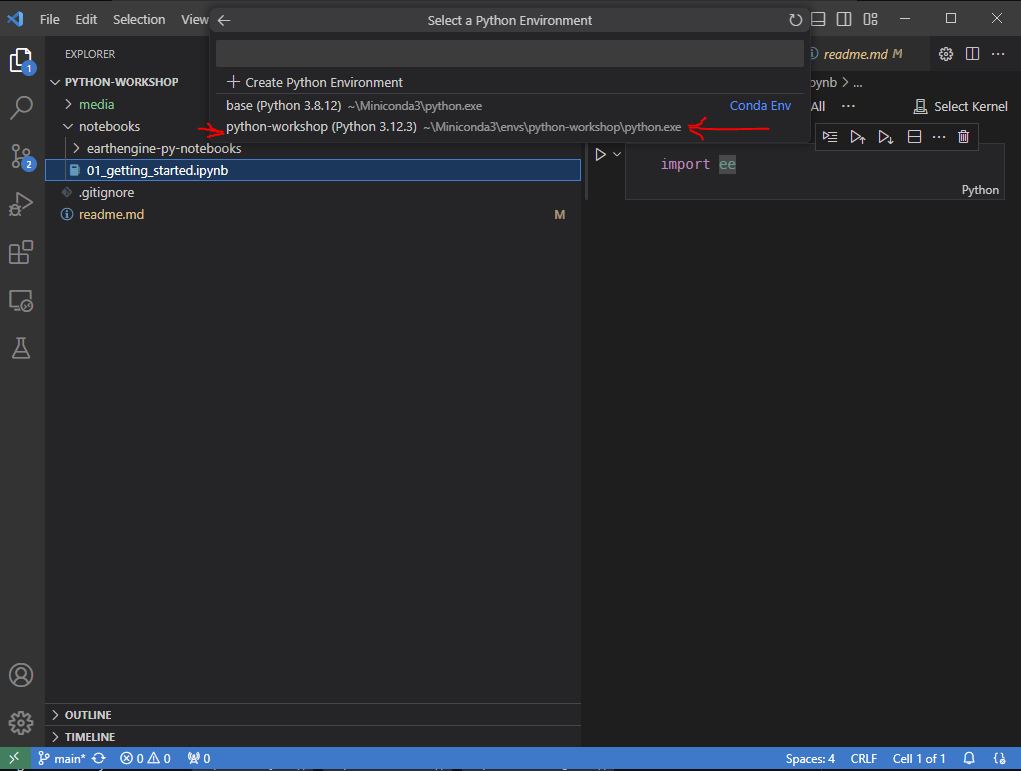 File Edit Selection View
Select a Python Environment
EXPLORER
1
readme.md M
PYTHON-WORKSHOP
+ Create Python Environment
ynb > ...
media
base (Python 3.8.12) ~\Miniconda3\python.exe Conda Env
All ... Select Kernel
notebooks
python-workshop (Python 3.12.3) ~\Miniconda3\envs\python-workshop\python.exe
earthengine-py-notebooks
2
01_getting_started.ipynb
import ee
.gitignore
Python
readme.md M
OUTLINE
TIMELINE
main* 0 0 0
Spaces: 4 CRLF Cell 1 of 1